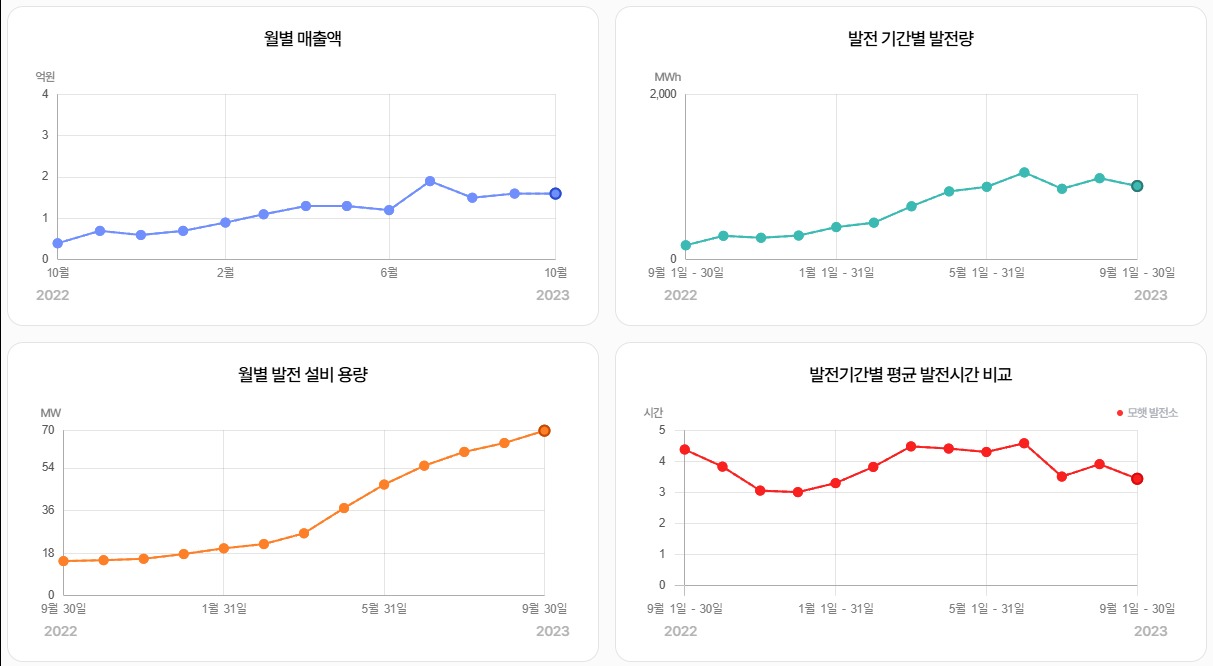 월별 매출액
억원
4
3
2
1
0
10월 2월 6월 10월
2022 2023
발전 기간별 발전량
MWh
2,000
0
9월 1일 - 30일 1월 1일 - 31일 5월 1일 - 31일 9월 1일 - 30일
2022 2023
월별 발전 설비 용량
MW
70
54
36
18
0
9월 30일 1월 31일 5월 31일 9월 30일
2022 2023
발전기간별 평균 발전시간 비교
시간
모햇 발전소
5
4
3
2
1
0
9월 1일 - 30일 1월 1일 - 31일 5월 1일 - 31일 9월 1일 - 30일
2022 2023